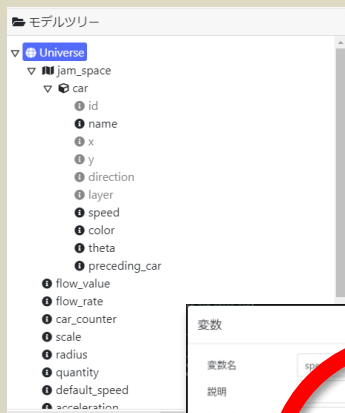 モデルツリー
Universe
jam_space
car
id
name
x
y
direction
layer
speed
color
theta
preceding_car
flow_value
flow_rate
car_counter
scale
radius
quantity
default_speed
acceleration
変数
変数名
説明